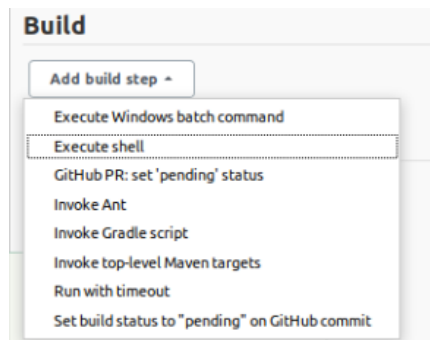 Build
Add build step
Execute Windows batch command
Execute shell
GitHub PR: set 'pending' status
Invoke Ant
Invoke Gradle script
Invoke top-level Maven targets
Run with timeout
Set build status to "pending" on GitHub commit